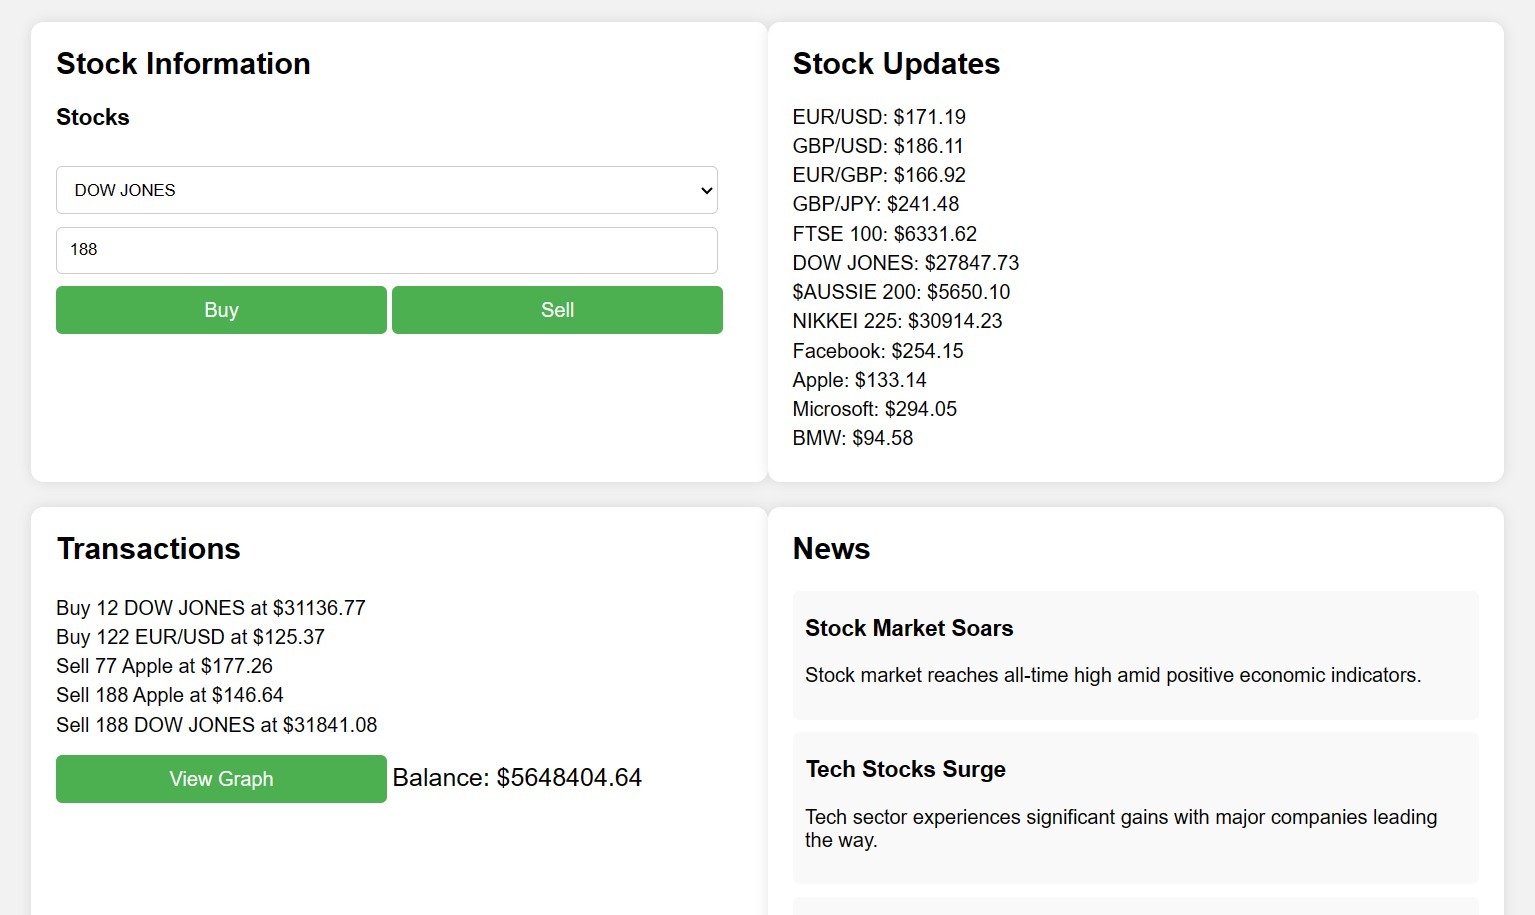 Stock Information
Stocks
DOW JONES
188
Buy
Sell
Stock Updates
EUR/USD: $171.19
GBP/USD: $186.11
EUR/GBP: $166.92
GBP/JPY: $241.48
FTSE 100: $6331.62
DOW JONES: $27847.73
$AUSSIE 200: $5650.10
NIKKEI 225: $30914.23
Facebook: $254.15
Apple: $133.14
Microsoft: $294.05
BMW: $94.58
Transactions
Buy 12 DOW JONES at $31136.77
Buy 122 EUR/USD at $125.37
Sell 77 Apple at $177.26
Sell 188 Apple at $146.64
Sell 188 DOW JONES at $31841.08
View Graph
Balance: $5648404.64
News
Stock Market Soars
Stock market reaches all-time high amid positive economic indicators.
Tech Stocks Surge
Tech sector experiences significant gains with major companies leading
the way.